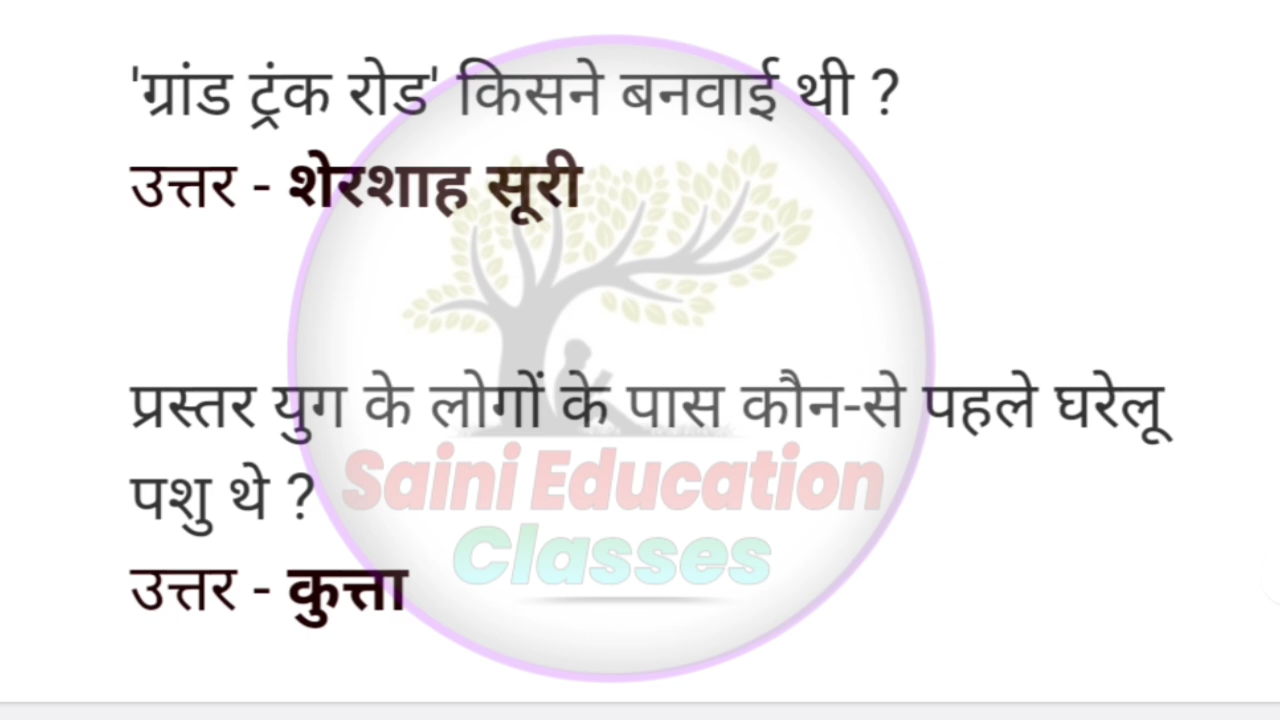 'ग्रांड ट्रंक रोड' किसने बनवाई थी ?
उत्तर - शेरशाह सूरी
प्रस्तर युग के लोगों के पास कौन-से पहले घरेलू
पशु थे ?
उत्तर - कुत्ता
Saini Education
Classes